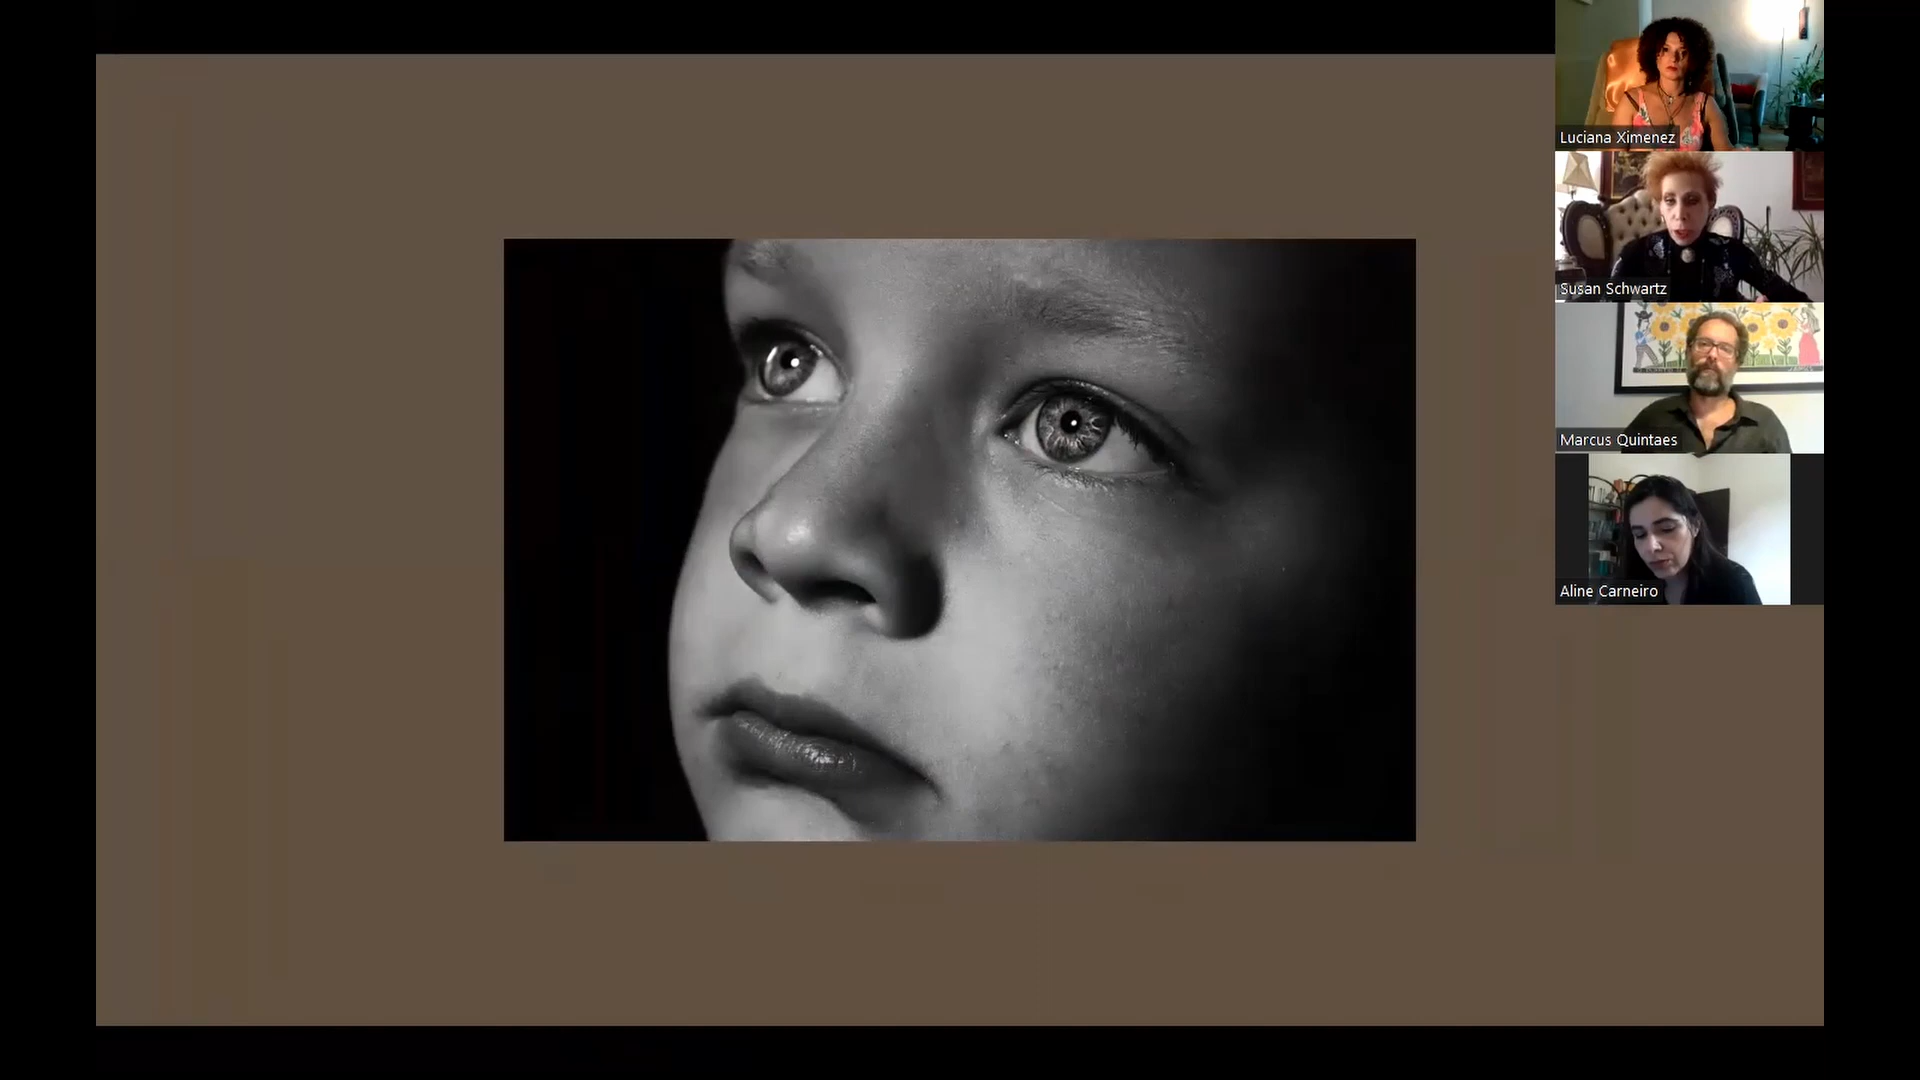 Luciana Ximenez
Susan Schwartz
Marcus Quintaes
Aline Carneiro